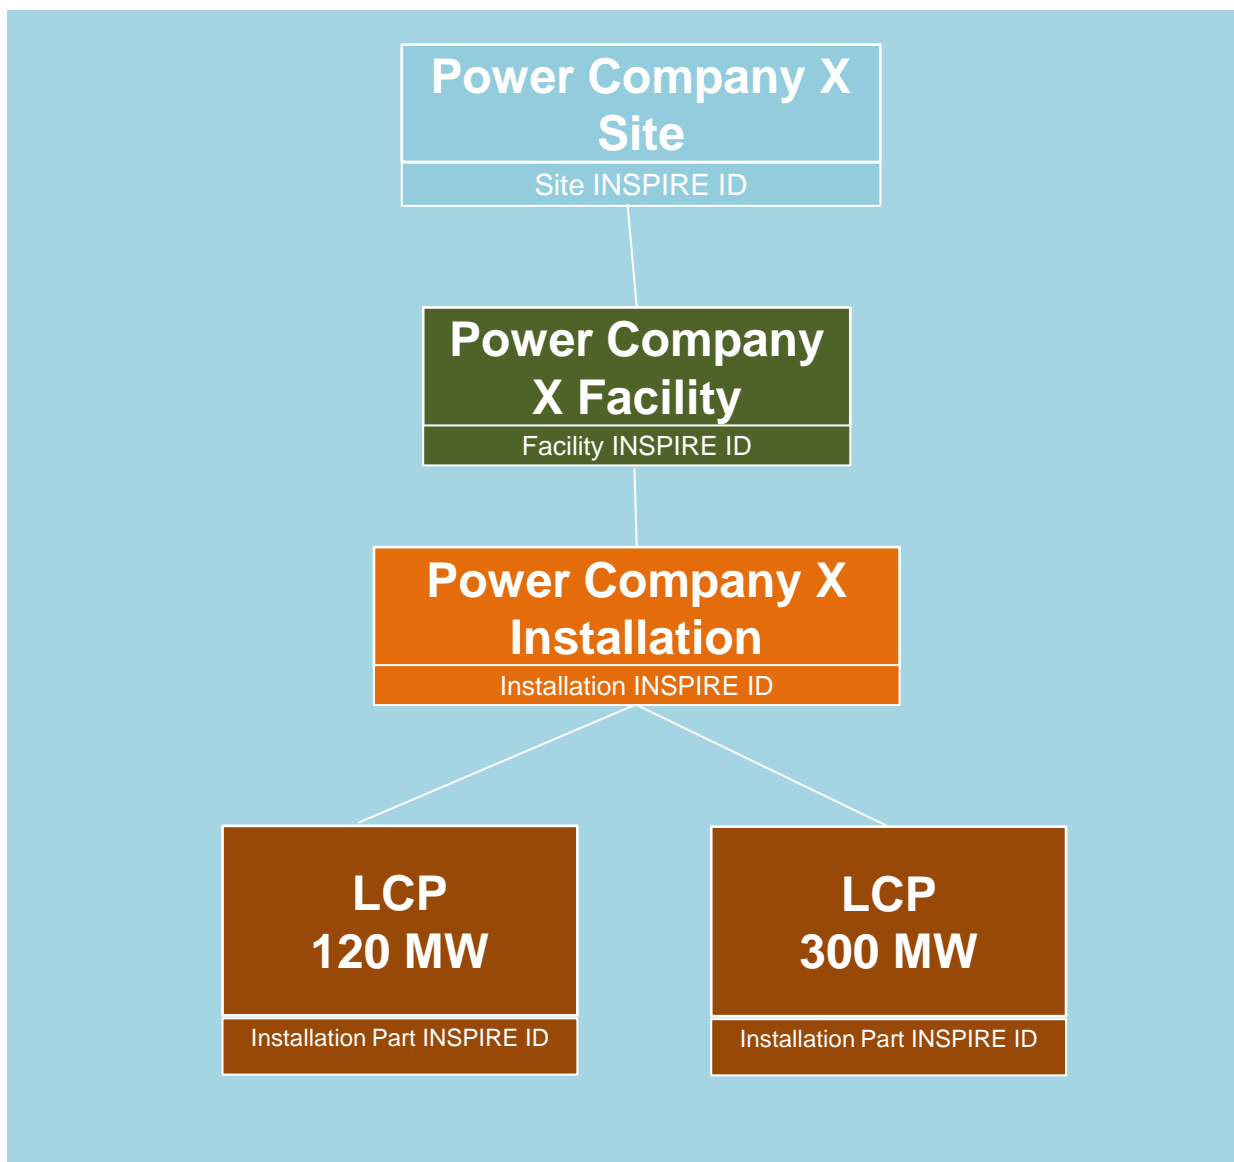 Power Company X
Site
Site INSPIRE ID
Power Company
X Facility
Facility INSPIRE ID
Power Company X
Installation
Installation INSPIRE ID
LCP
120 MW
Installation Part INSPIRE ID
LCP
300 MW
Installation Part INSPIRE ID